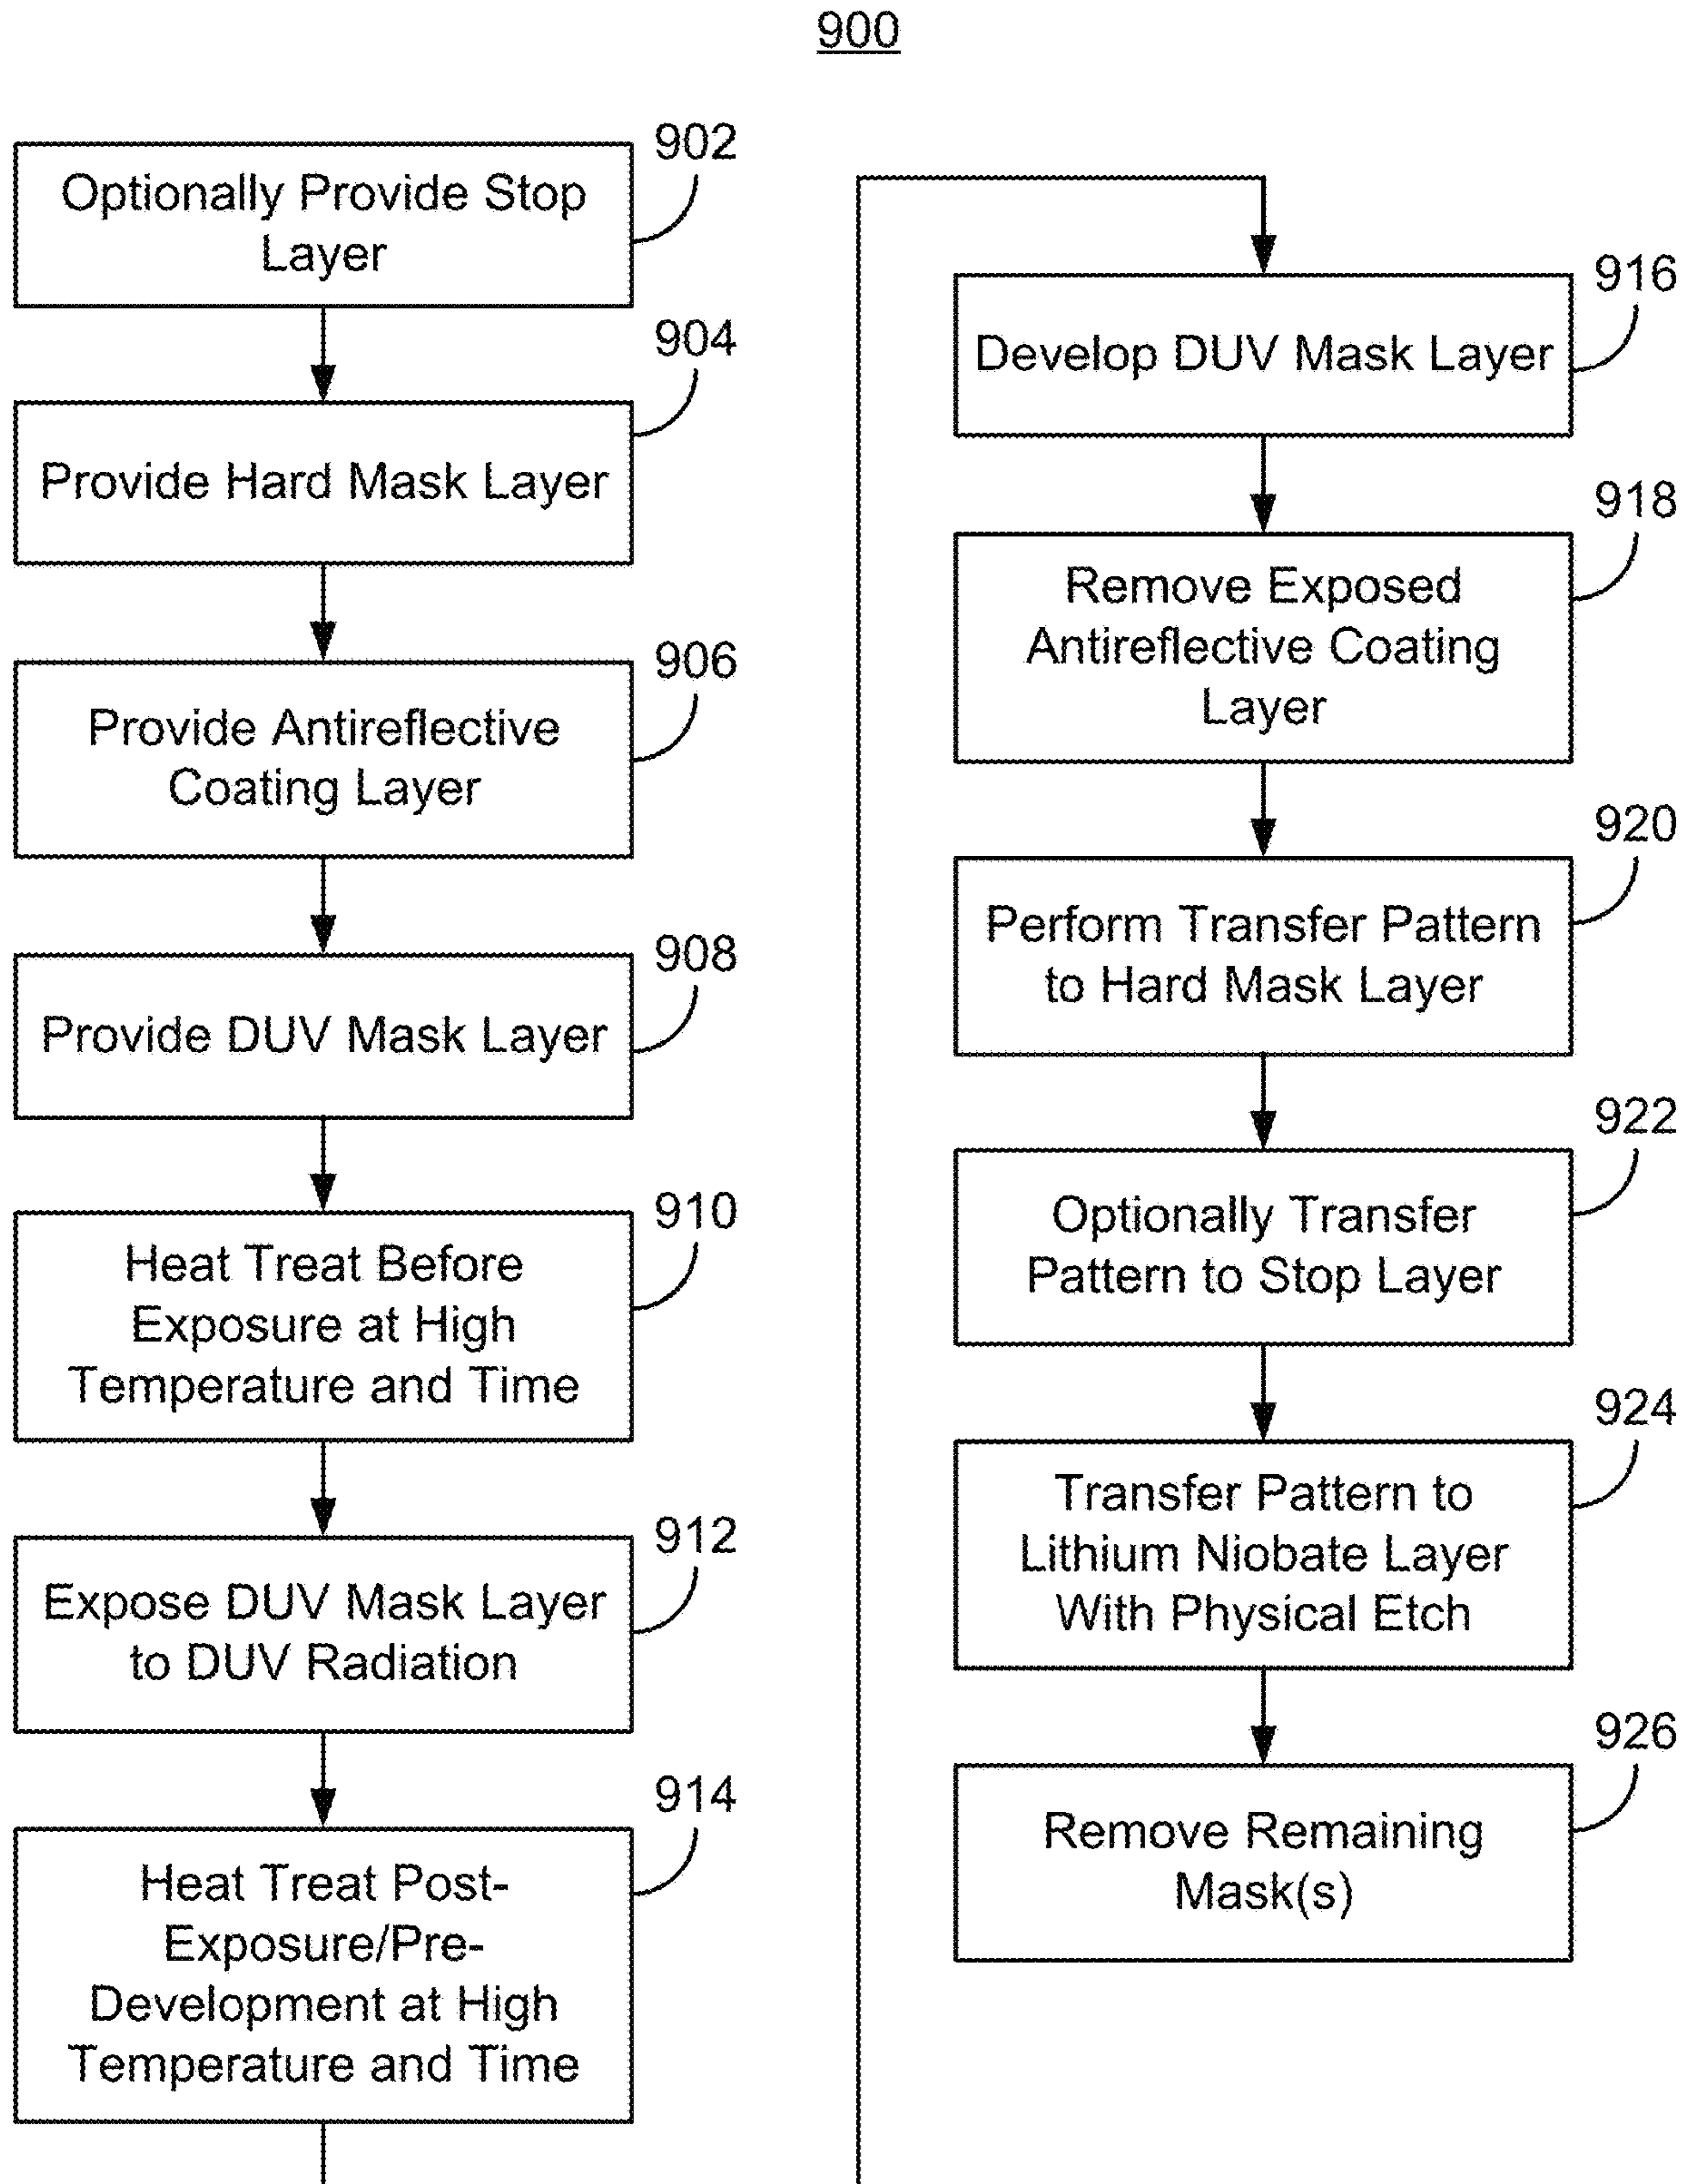 900
902
Optionally Provide Stop
Layer
904
Provide Hard Mask Layer
906
Provide Antireflective
Coating Layer
908
Provide DUV Mask Layer
910
Heat Treat Before
Exposure at High
Temperature and Time
912
Expose DUV Mask Layer
to DUV Radiation
914
Heat Treat Post-
Exposure/Pre-
Development at High
Temperature and Time
916
Develop DUV Mask Layer
918
Remove Exposed
Antireflective Coating
Layer
920
Perform Transfer Pattern
to Hard Mask Layer
922
Optionally Transfer
Pattern to Stop Layer
924
Transfer Pattern to
Lithium Niobate Layer
With Physical Etch
926
Remove Remaining
Mask(s)